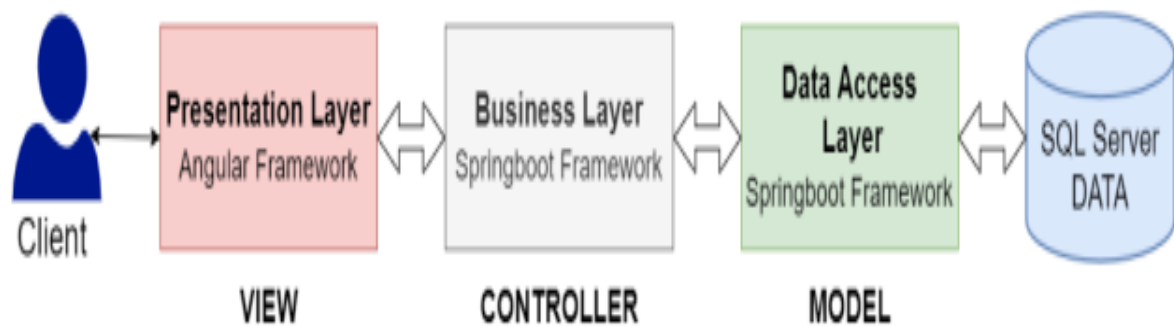 Client
Presentation Layer
Angular Framework
VIEW
Business Layer
Springboot Framework
CONTROLLER
Data Access
Layer
Springboot Framework
MODEL
SQL Server
DATA